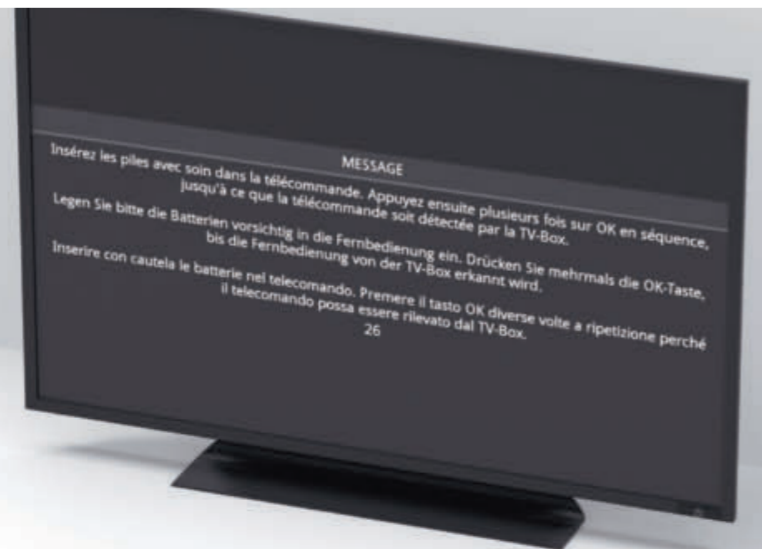 MESSAGE
Insérez les piles avec soin dans la télécommande. Appuyez ensuite plusieurs fois sur OK en séquence,
jusqu'à ce que la télécommande soit détectée par la TV-Box.
Legen Sie bitte die Batterien vorsichtig in die Fernbedienung ein. Drücken Sie mehrmals die OK-Taste,
bis die Fernbedienung von der TV-Box erkannt wird.
Inserire con cautela le batterie nel telecomando. Premere il tasto OK diverse volte a ripetizione perché
il telecomando possa essere rilevato dal TV-Box.
26